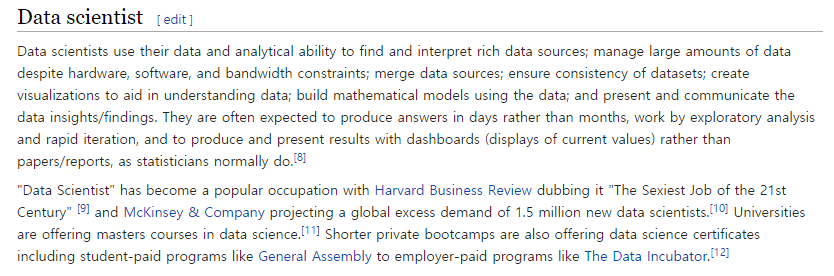 Data scientist [ edit ]
Data scientists use their data and analytical ability to find and interpret rich data sources; manage large amounts of data
despite hardware, software, and bandwidth constraints; merge data sources; ensure consistency of datasets; create
visualizations to aid in understanding data; build mathematical models using the data; and present and communicate the
data insights/findings. They are often expected to produce answers in days rather than months, work by exploratory analysis
and rapid iteration, and to produce and present results with dashboards (displays of current values) rather than
papers/reports, as statisticians normally do.[8]
"Data Scientist" has become a popular occupation with Harvard Business Review dubbing it "The Sexiest Job of the 21st
Century" [9] and McKinsey & Company projecting a global excess demand of 1.5 million new data scientists.[10] Universities
are offering masters courses in data science.[11] Shorter private bootcamps are also offering data science certificates
including student-paid programs like General Assembly to employer-paid programs like The Data Incubator.[12]